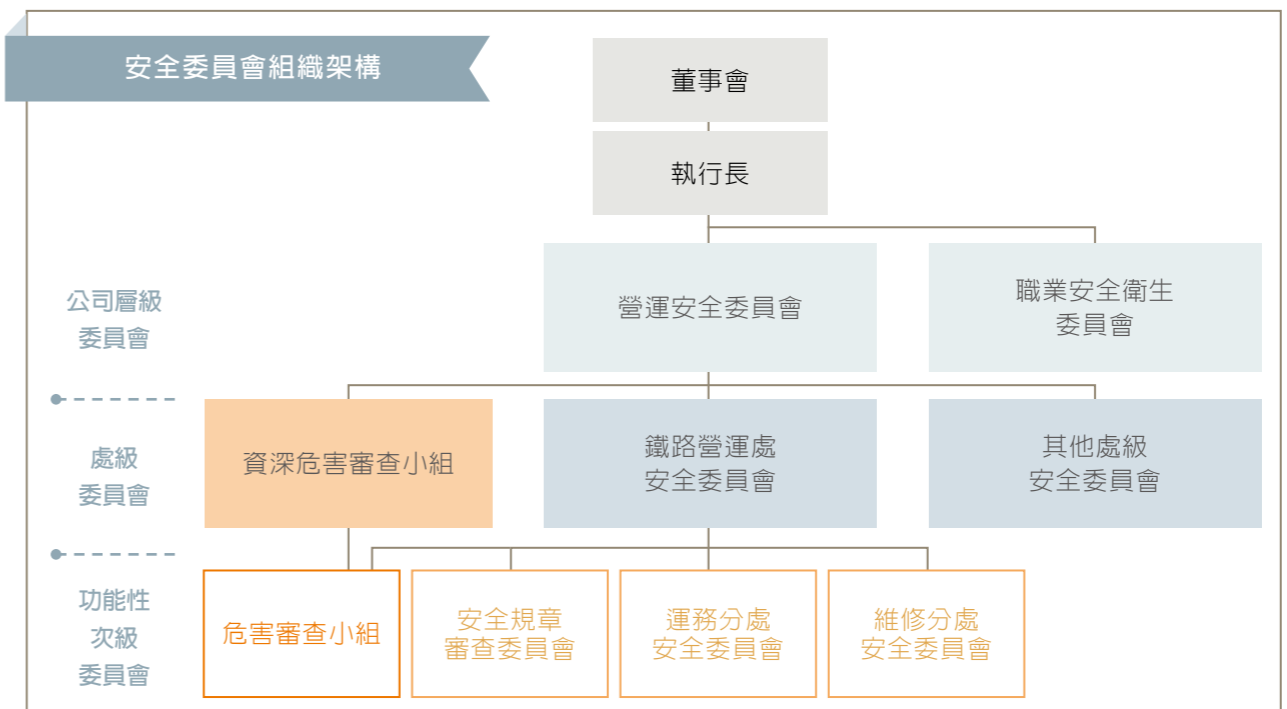 安全委員會組織架構
董事會
執行長
公司層級
委員會
營運安全委員會
職業安全衛生
委員會
處級
委員會
資深危害審查小組
鐵路營運處
安全委員會
其他處級
安全委員會
功能性
次級
委員會
危害審查小組
安全規章
審查委員會
運務分處
安全委員會
維修分處
安全委員會